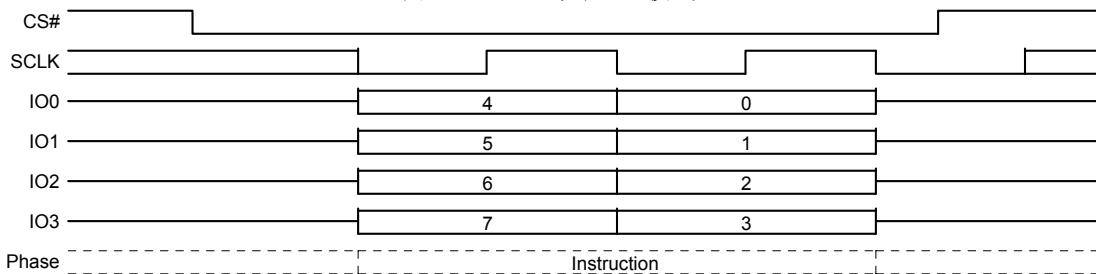 CS#
SCLK
IO0 4 0
IO1 5 1
IO2 6 2
IO3 7 3
Phase Instruction